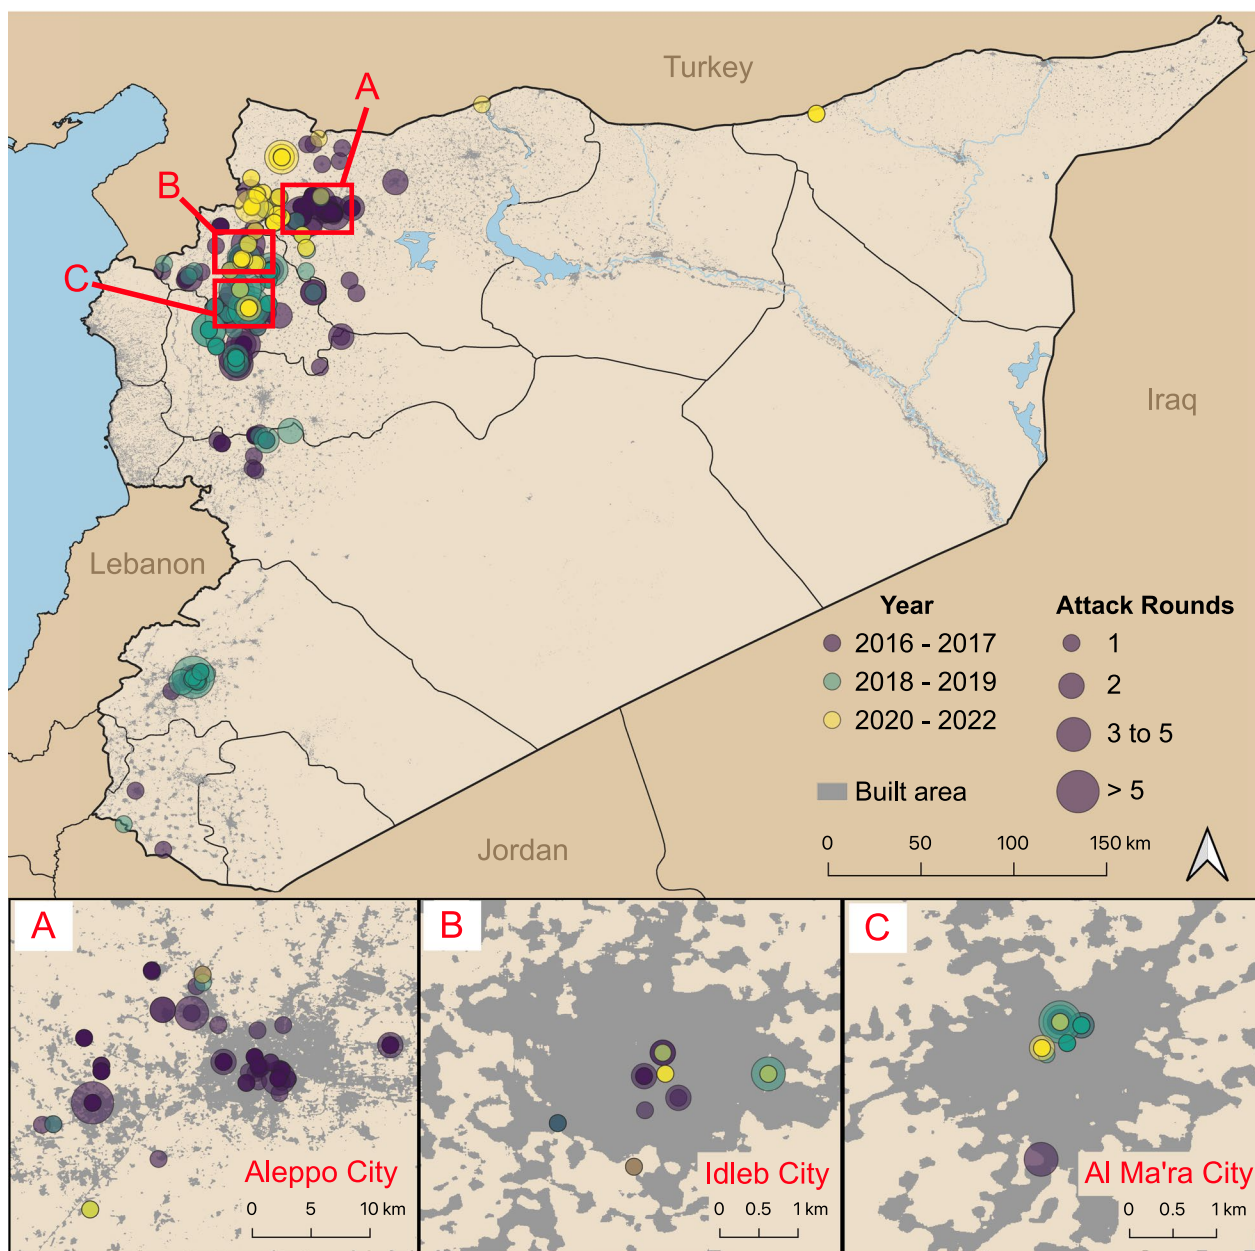 Turkey
A
B
C
Iraq
Lebanon
Year
Attack Rounds
2016 - 2017
1
2018 - 2019
2
2020 - 2022
3 to 5
Built area
> 5
0 50 100 150 km
Jordan
A
B
C
Aleppo City
Idleb City
Al Ma'ra City
0 5 10 km
0 0.5 1 km
0 0.5 1 km